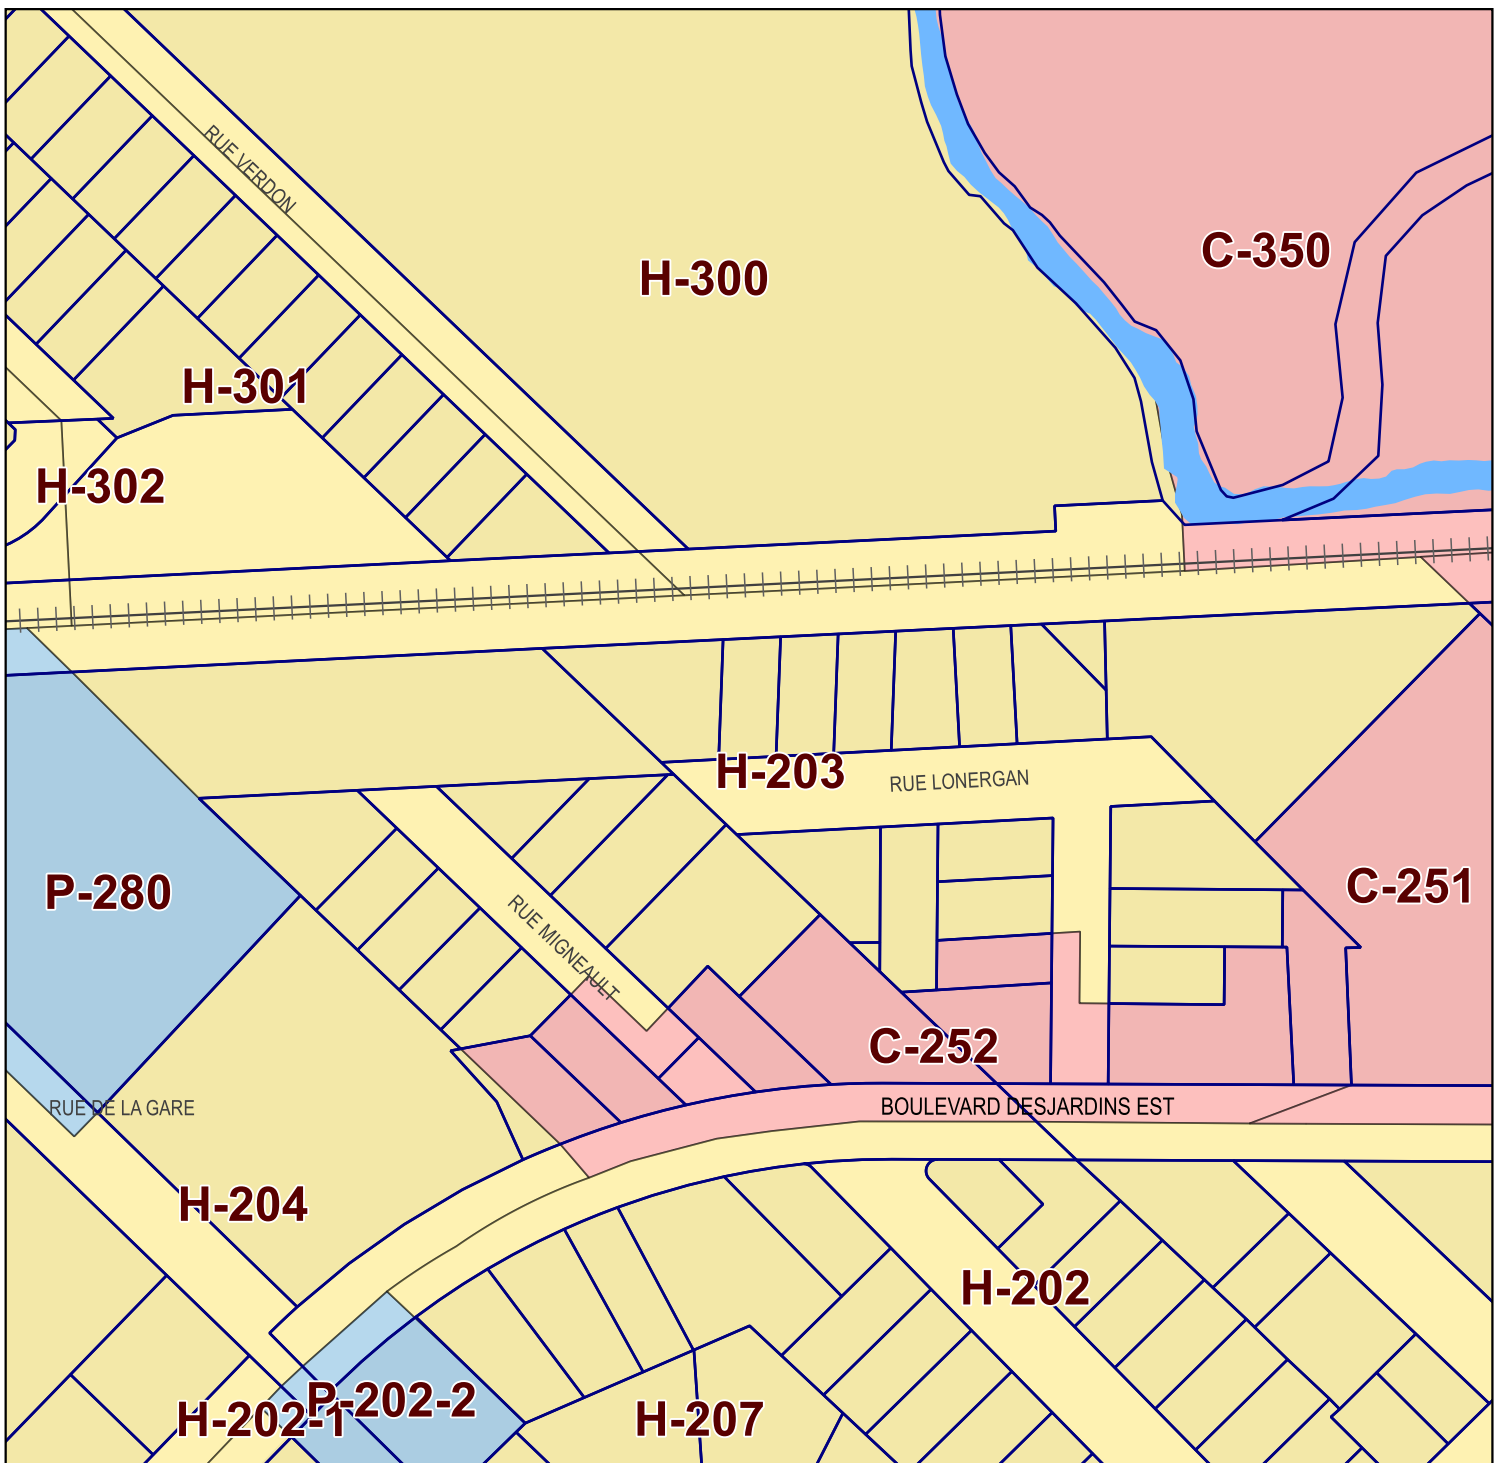 RUE VERDON
C-350
H-300
H-301
H-302
H-203
RUE LONERGAN
P-280
C-251
RUE MIGNEAULT
C-252
RUE DE LA GARE
BOULEVARD DESJARDINS EST
H-204
H-202
P-202-2
H-202-1
H-207